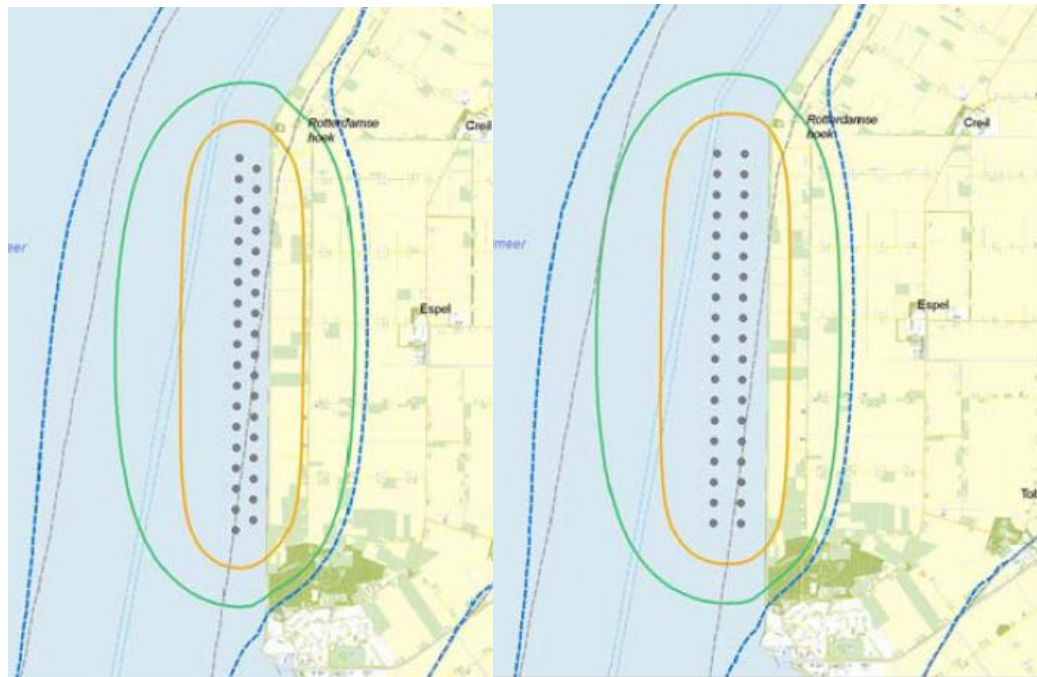 Rotterdamse
hoek
Creil
meer
Espel
Rotterdamse
hoek
Creil
meer
Espel
Tol